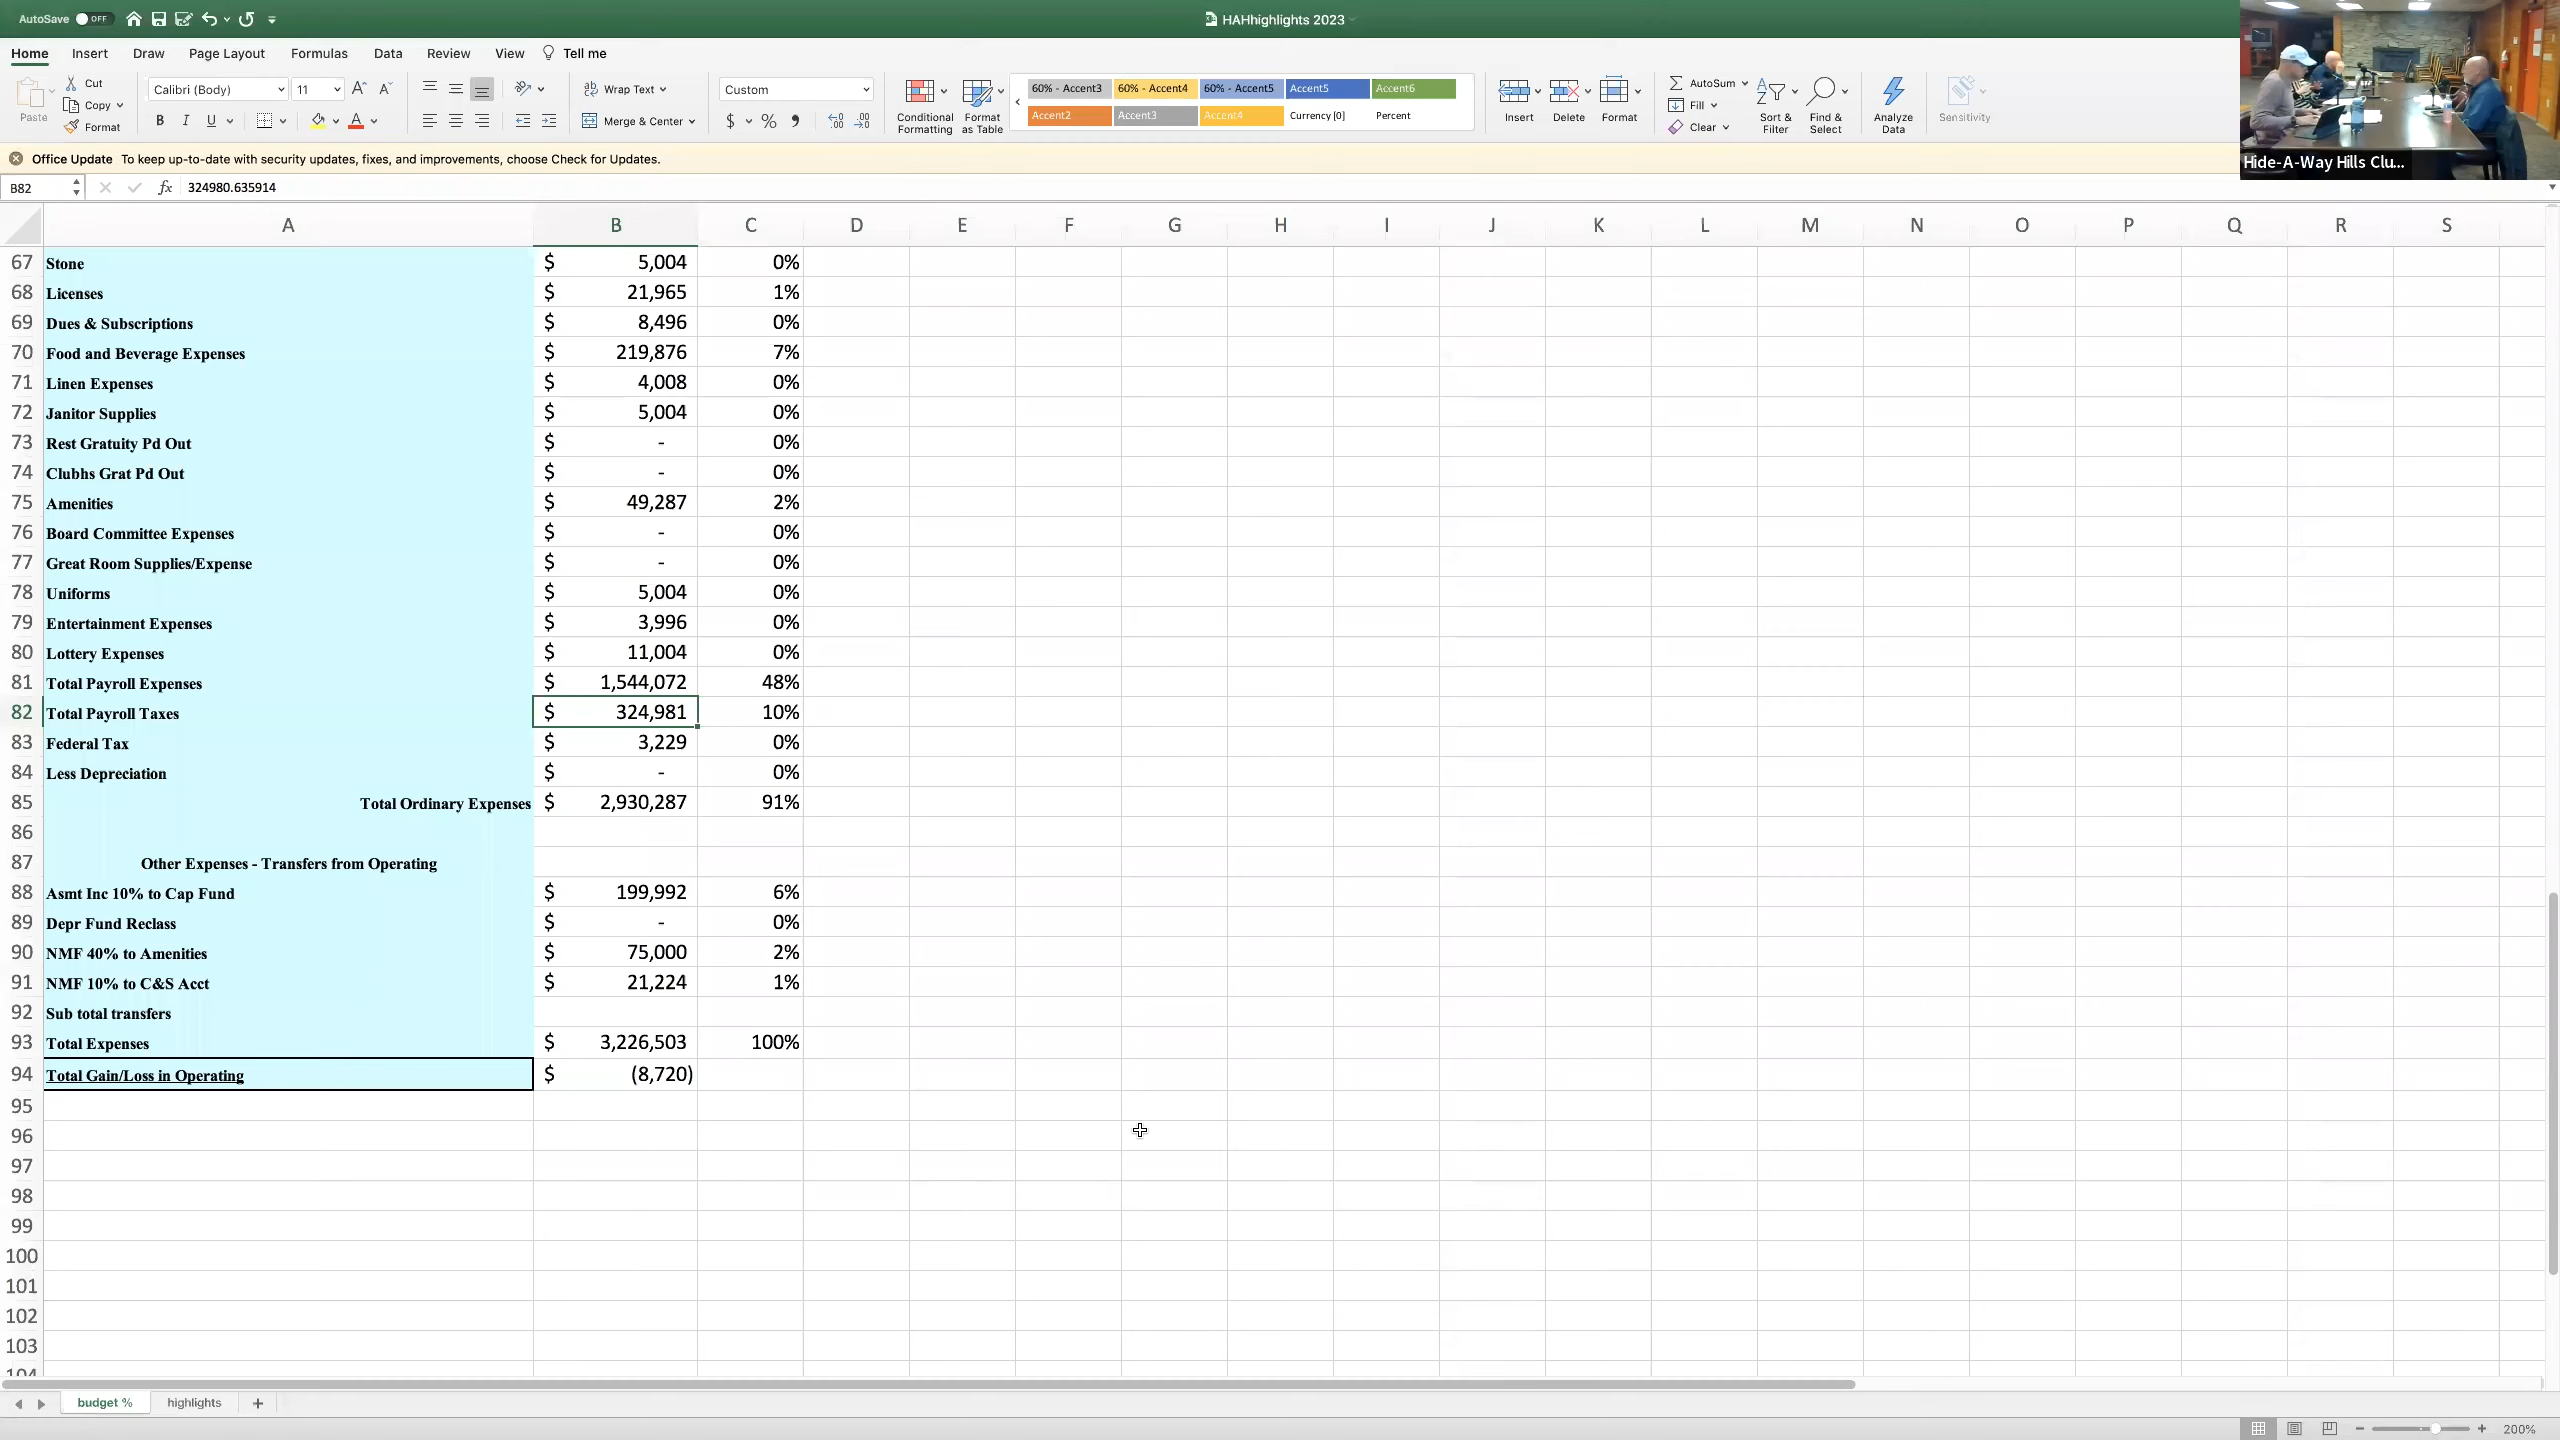 AutoSave OFF HAHhighlights 2023
Home Insert Draw Page Layout Formulas Data Review View Tell me
Paste Cut Copy Format
Calibri (Body) 11
Wrap Text
Merge & Center
Custom
Conditional Formatting
Format as Table
60% - Accent3 60% - Accent4 60% - Accent5 Accent5 Accent6
Accent2 Accent3 Accent4 Currency [0] Percent
Insert Delete Format
AutoSum
Fill
Clear
Sort & Filter
Find & Select
Analyze Data
Sensitivity
Hide-A-Way Hills Clu...
Office Update To keep up-to-date with security updates, fixes, and improvements, choose Check for Updates.
B82 fx 324980.635914
A B C D E F G H I J K L M N O P Q R S
67 Stone $ 5,004 0%
68 Licenses $ 21,965 1%
69 Dues & Subscriptions $ 8,496 0%
70 Food and Beverage Expenses $ 219,876 7%
71 Linen Expenses $ 4,008 0%
72 Janitor Supplies $ 5,004 0%
73 Rest Gratuity Pd Out $ - 0%
74 Clubhs Grat Pd Out $ - 0%
75 Amenities $ 49,287 2%
76 Board Committee Expenses $ - 0%
77 Great Room Supplies/Expense $ - 0%
78 Uniforms $ 5,004 0%
79 Entertainment Expenses $ 3,996 0%
80 Lottery Expenses $ 11,004 0%
81 Total Payroll Expenses $ 1,544,072 48%
82 Total Payroll Taxes $ 324,981 10%
83 Federal Tax $ 3,229 0%
84 Less Depreciation $ - 0%
85 Total Ordinary Expenses $ 2,930,287 91%
86
87 Other Expenses - Transfers from Operating
88 Asmt Inc 10% to Cap Fund $ 199,992 6%
89 Depr Fund Reclass $ - 0%
90 NMF 40% to Amenities $ 75,000 2%
91 NMF 10% to C&S Acct $ 21,224 1%
92 Sub total transfers
93 Total Expenses $ 3,226,503 100%
94 Total Gain/Loss in Operating $ (8,720)
95
96
97
98
99
100
101
102
103
104
budget % highlights +
200%